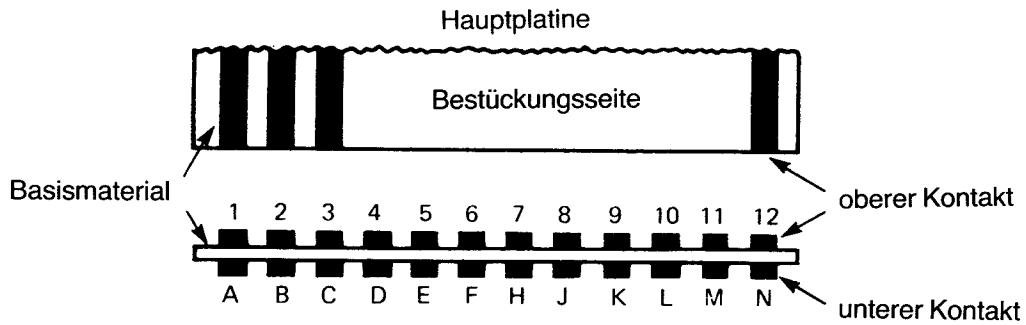 Hauptplatine
Bestückungsseite
Basismaterial
oberer Kontakt
1 2 3 4 5 6 7 8 9 10 11 12
A B C D E F H J K L M N
unterer Kontakt